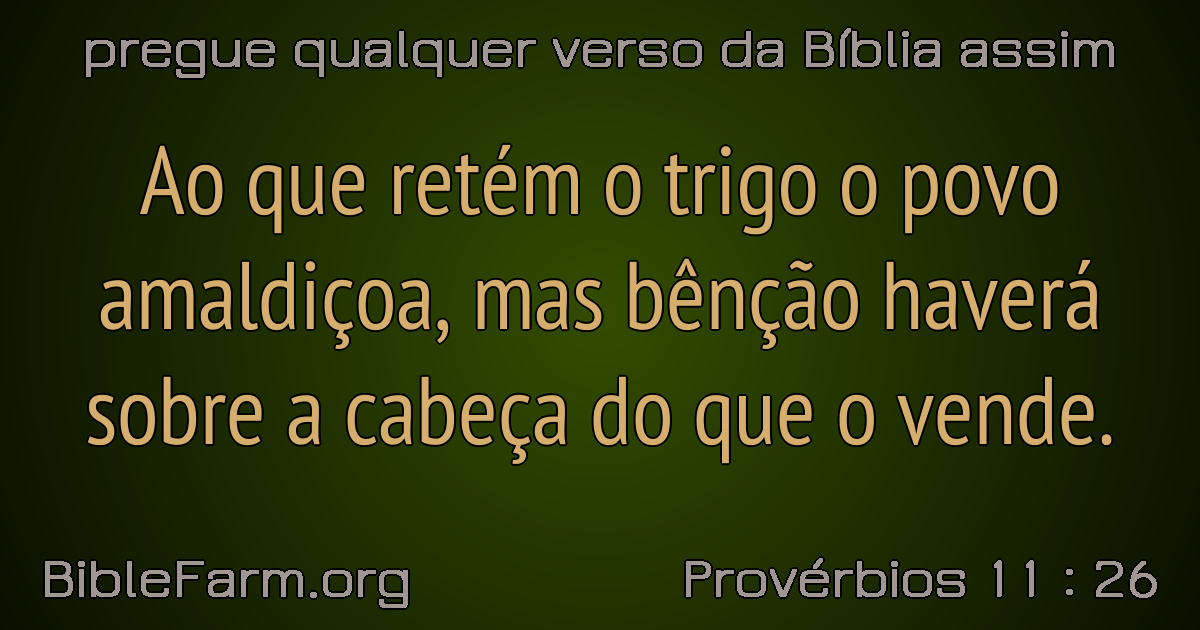 pregue qualquer verso da Bíblia assim
Ao que retém o trigo o povo
amaldiçoa, mas bênção haverá
sobre a cabeça do que o vende.
BibleFarm.org
Provérbios 11 : 26